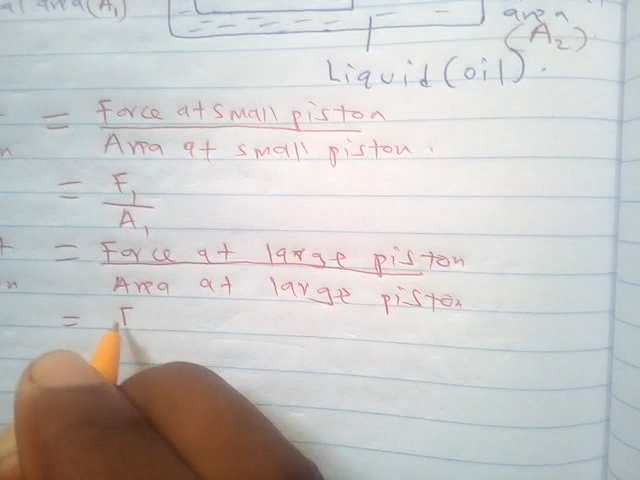 area(A1)
area
(A2).
Liquid(oil).
= Force at small piston
Area at small piston.
= F1
A1
= Force at large piston
Area at large piston
=